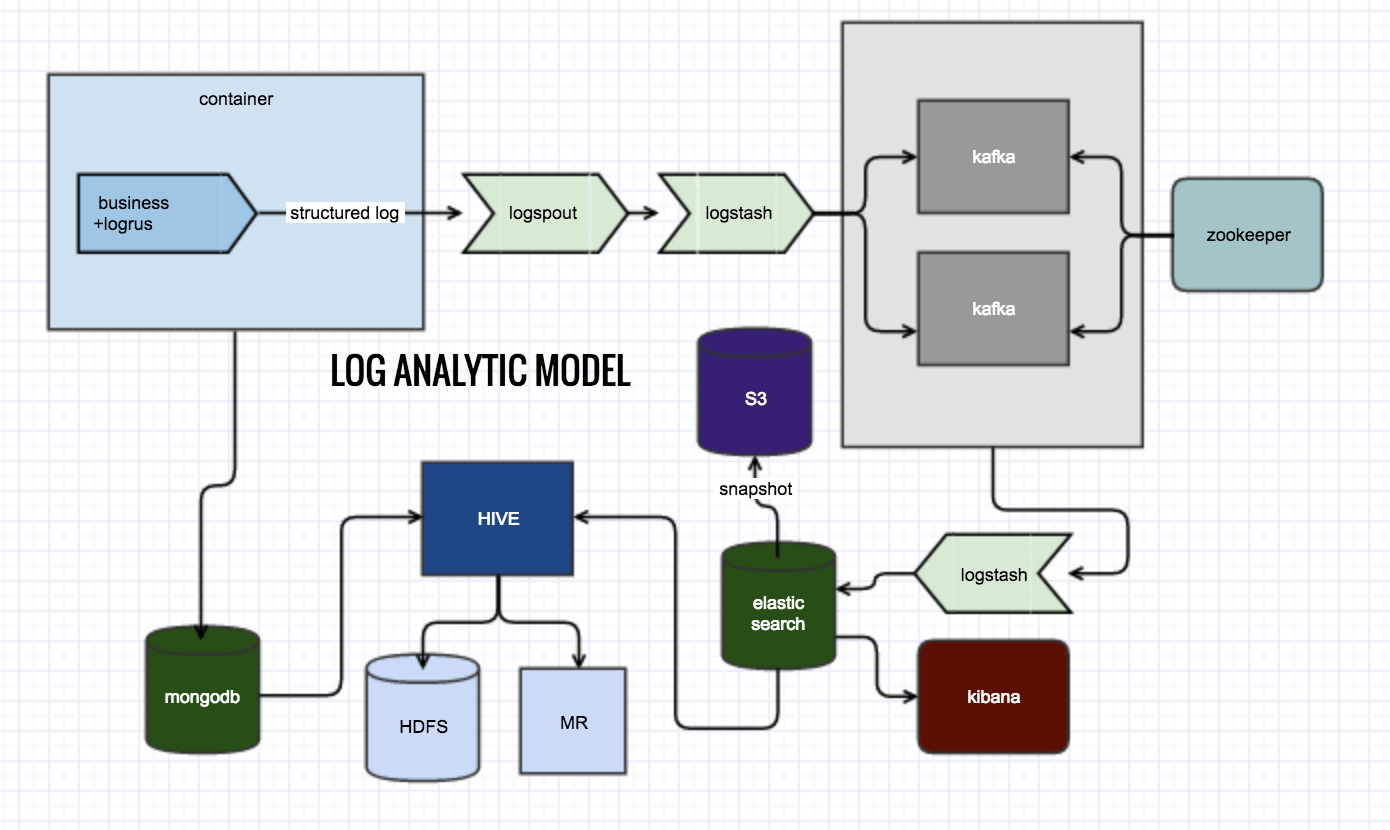 container
business
+logrus
structured log
logspout
logstash
kafka
kafka
zookeeper
LOG ANALYTIC MODEL
S3
snapshot
HIVE
elastic
search
logstash
mongodb
HDFS
MR
kibana